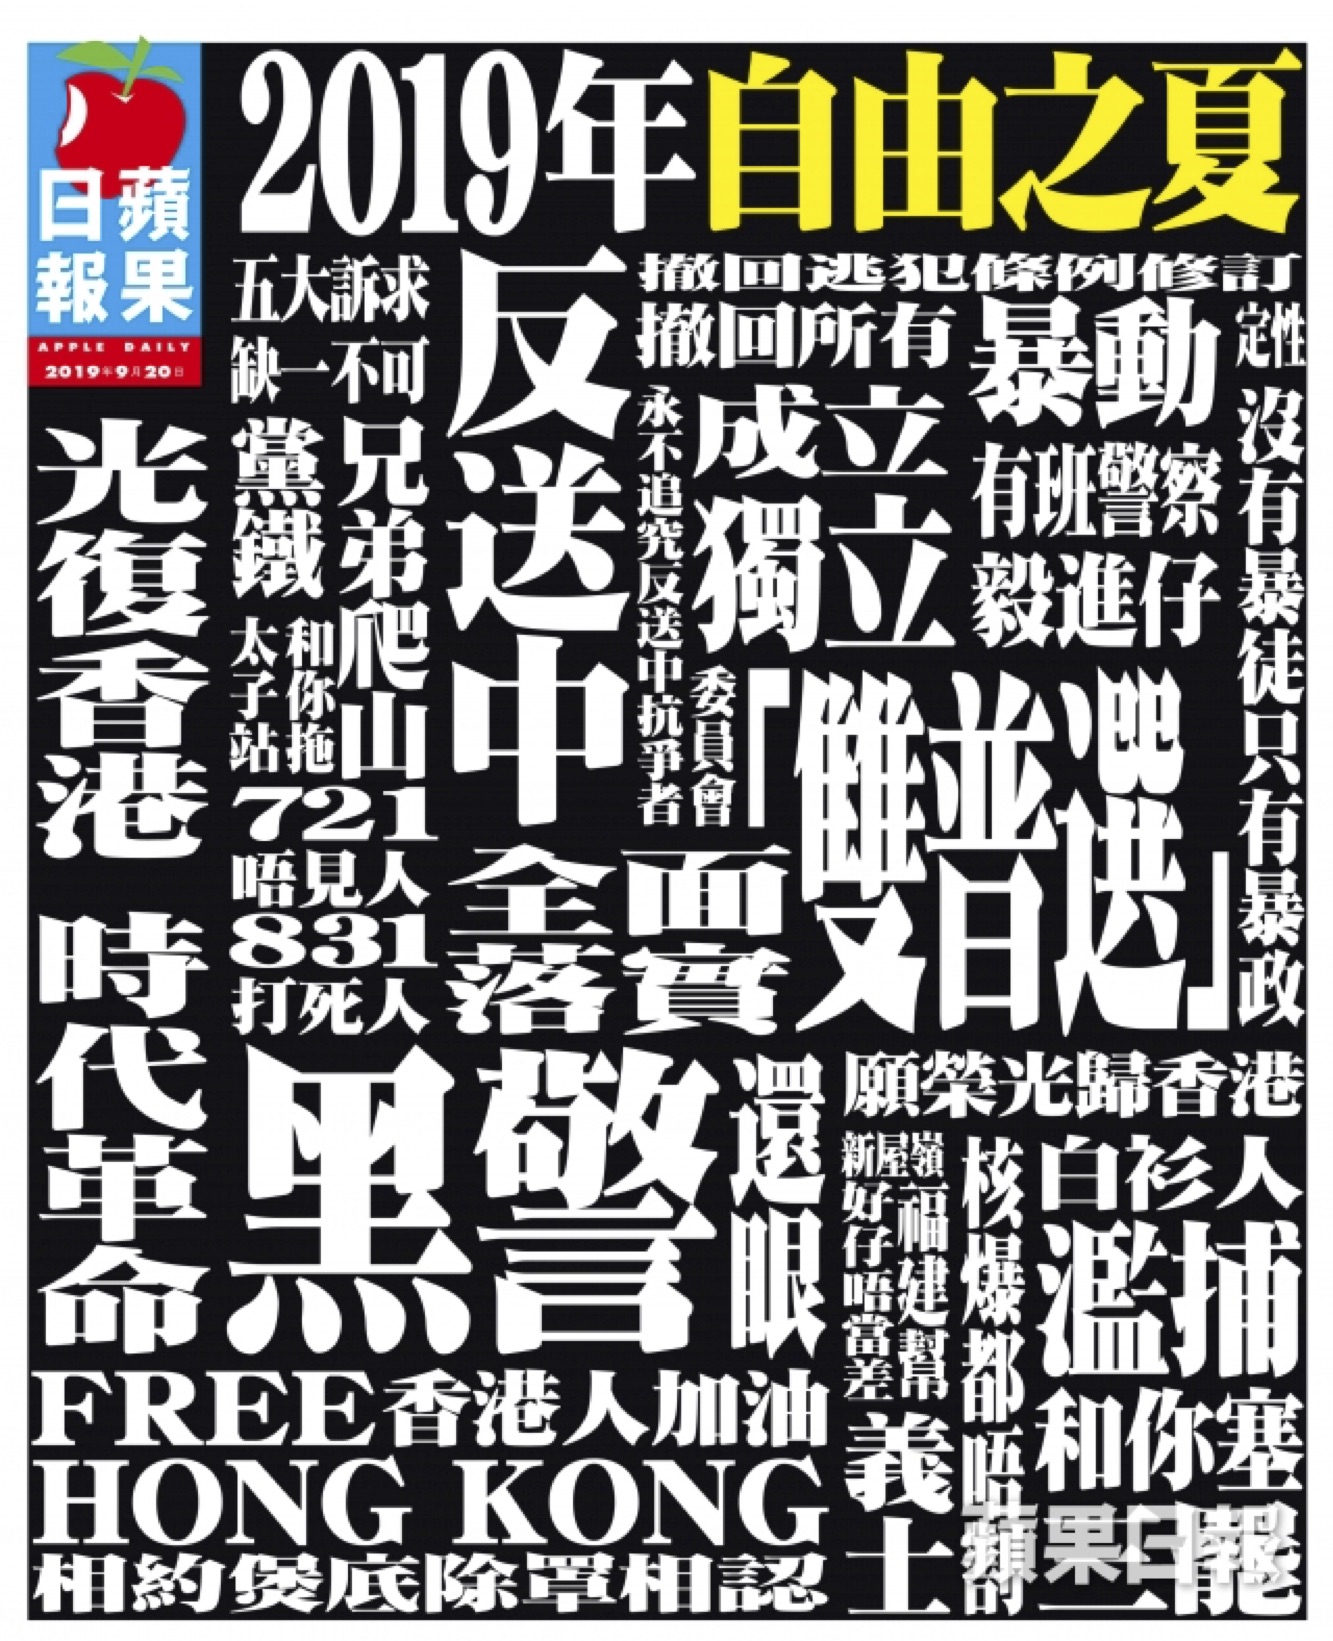 蘋果日報
APPLE DAILY
2019年9月20日
2019年自由之夏
光復香港
時代革命
五大訴求
缺一不可
兄弟爬山
黨鐵
和你拖
太子站
721
唔見人
831
打死人
反送中
撤回逃犯條例修訂
撤回所有
暴動
定性
永不追究反送中抗爭者
成立
獨立
委員會
有班警察
毅進仔
沒有暴徒只有暴政
「雙普選」
全面
落實
黑警
還眼
願榮光歸香港
新屋嶺
福建幫
好仔唔當差
義士
核爆都唔割
白衫人
濫捕
和你塞
三罷
FREE
香港人加油
HONG KONG
相約煲底除罩相認
蘋果日報